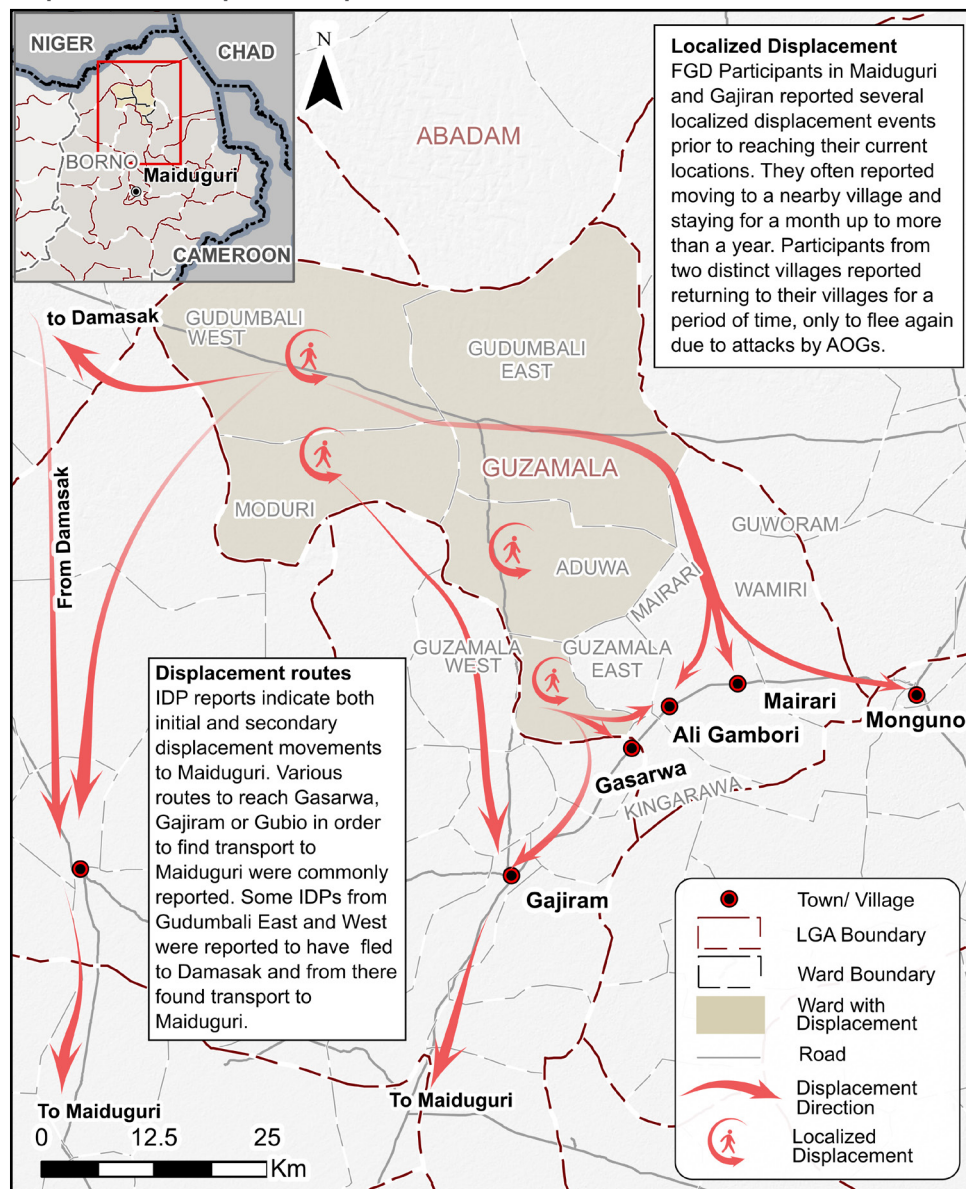 NIGER
CHAD
BORNO
Maiduguri
CAMEROON
N
Localized Displacement
FGD Participants in Maiduguri
and Gajiran reported several
localized displacement events
prior to reaching their current
locations. They often reported
moving to a nearby village and
staying for a month up to more
than a year. Participants from
two distinct villages reported
returning to their villages for a
period of time, only to flee again
due to attacks by AOGs.
ABADAM
to Damasak
GUDUMBALI
WEST
GUDUMBALI
EAST
GUZAMALA
MODURI
From Damasak
GUWORAM
ADUWA
MAIRARI
WAMIRI
GUZAMALA
WEST
GUZAMALA
EAST
Mairari
Monguno
Ali Gambori
Gasarwa
KINGARAWA
Gajiram
Displacement routes
IDP reports indicate both
initial and secondary
displacement movements
to Maiduguri. Various
routes to reach Gasarwa,
Gajiram or Gubio in order
to find transport to
Maiduguri were commonly
reported. Some IDPs from
Gudumbali East and West
were reported to have fled
to Damasak and from there
found transport to
Maiduguri.
Town/ Village
LGA Boundary
Ward Boundary
Ward with
Displacement
Road
Displacement
Direction
Localized
Displacement
To Maiduguri
To Maiduguri
0 12.5 25
Km